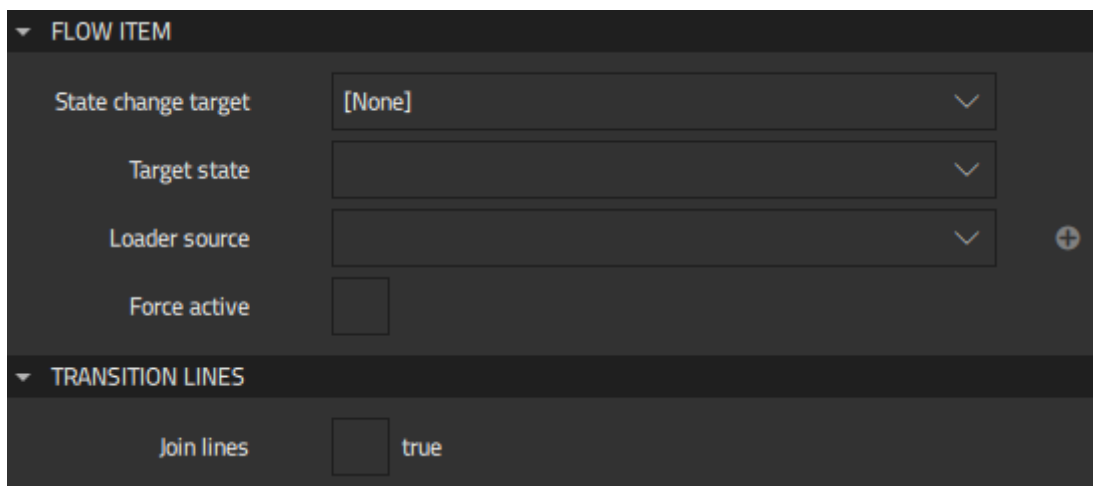 FLOW ITEM
State change target [None]
Target state
Loader source
Force active
TRANSITION LINES
Join lines true